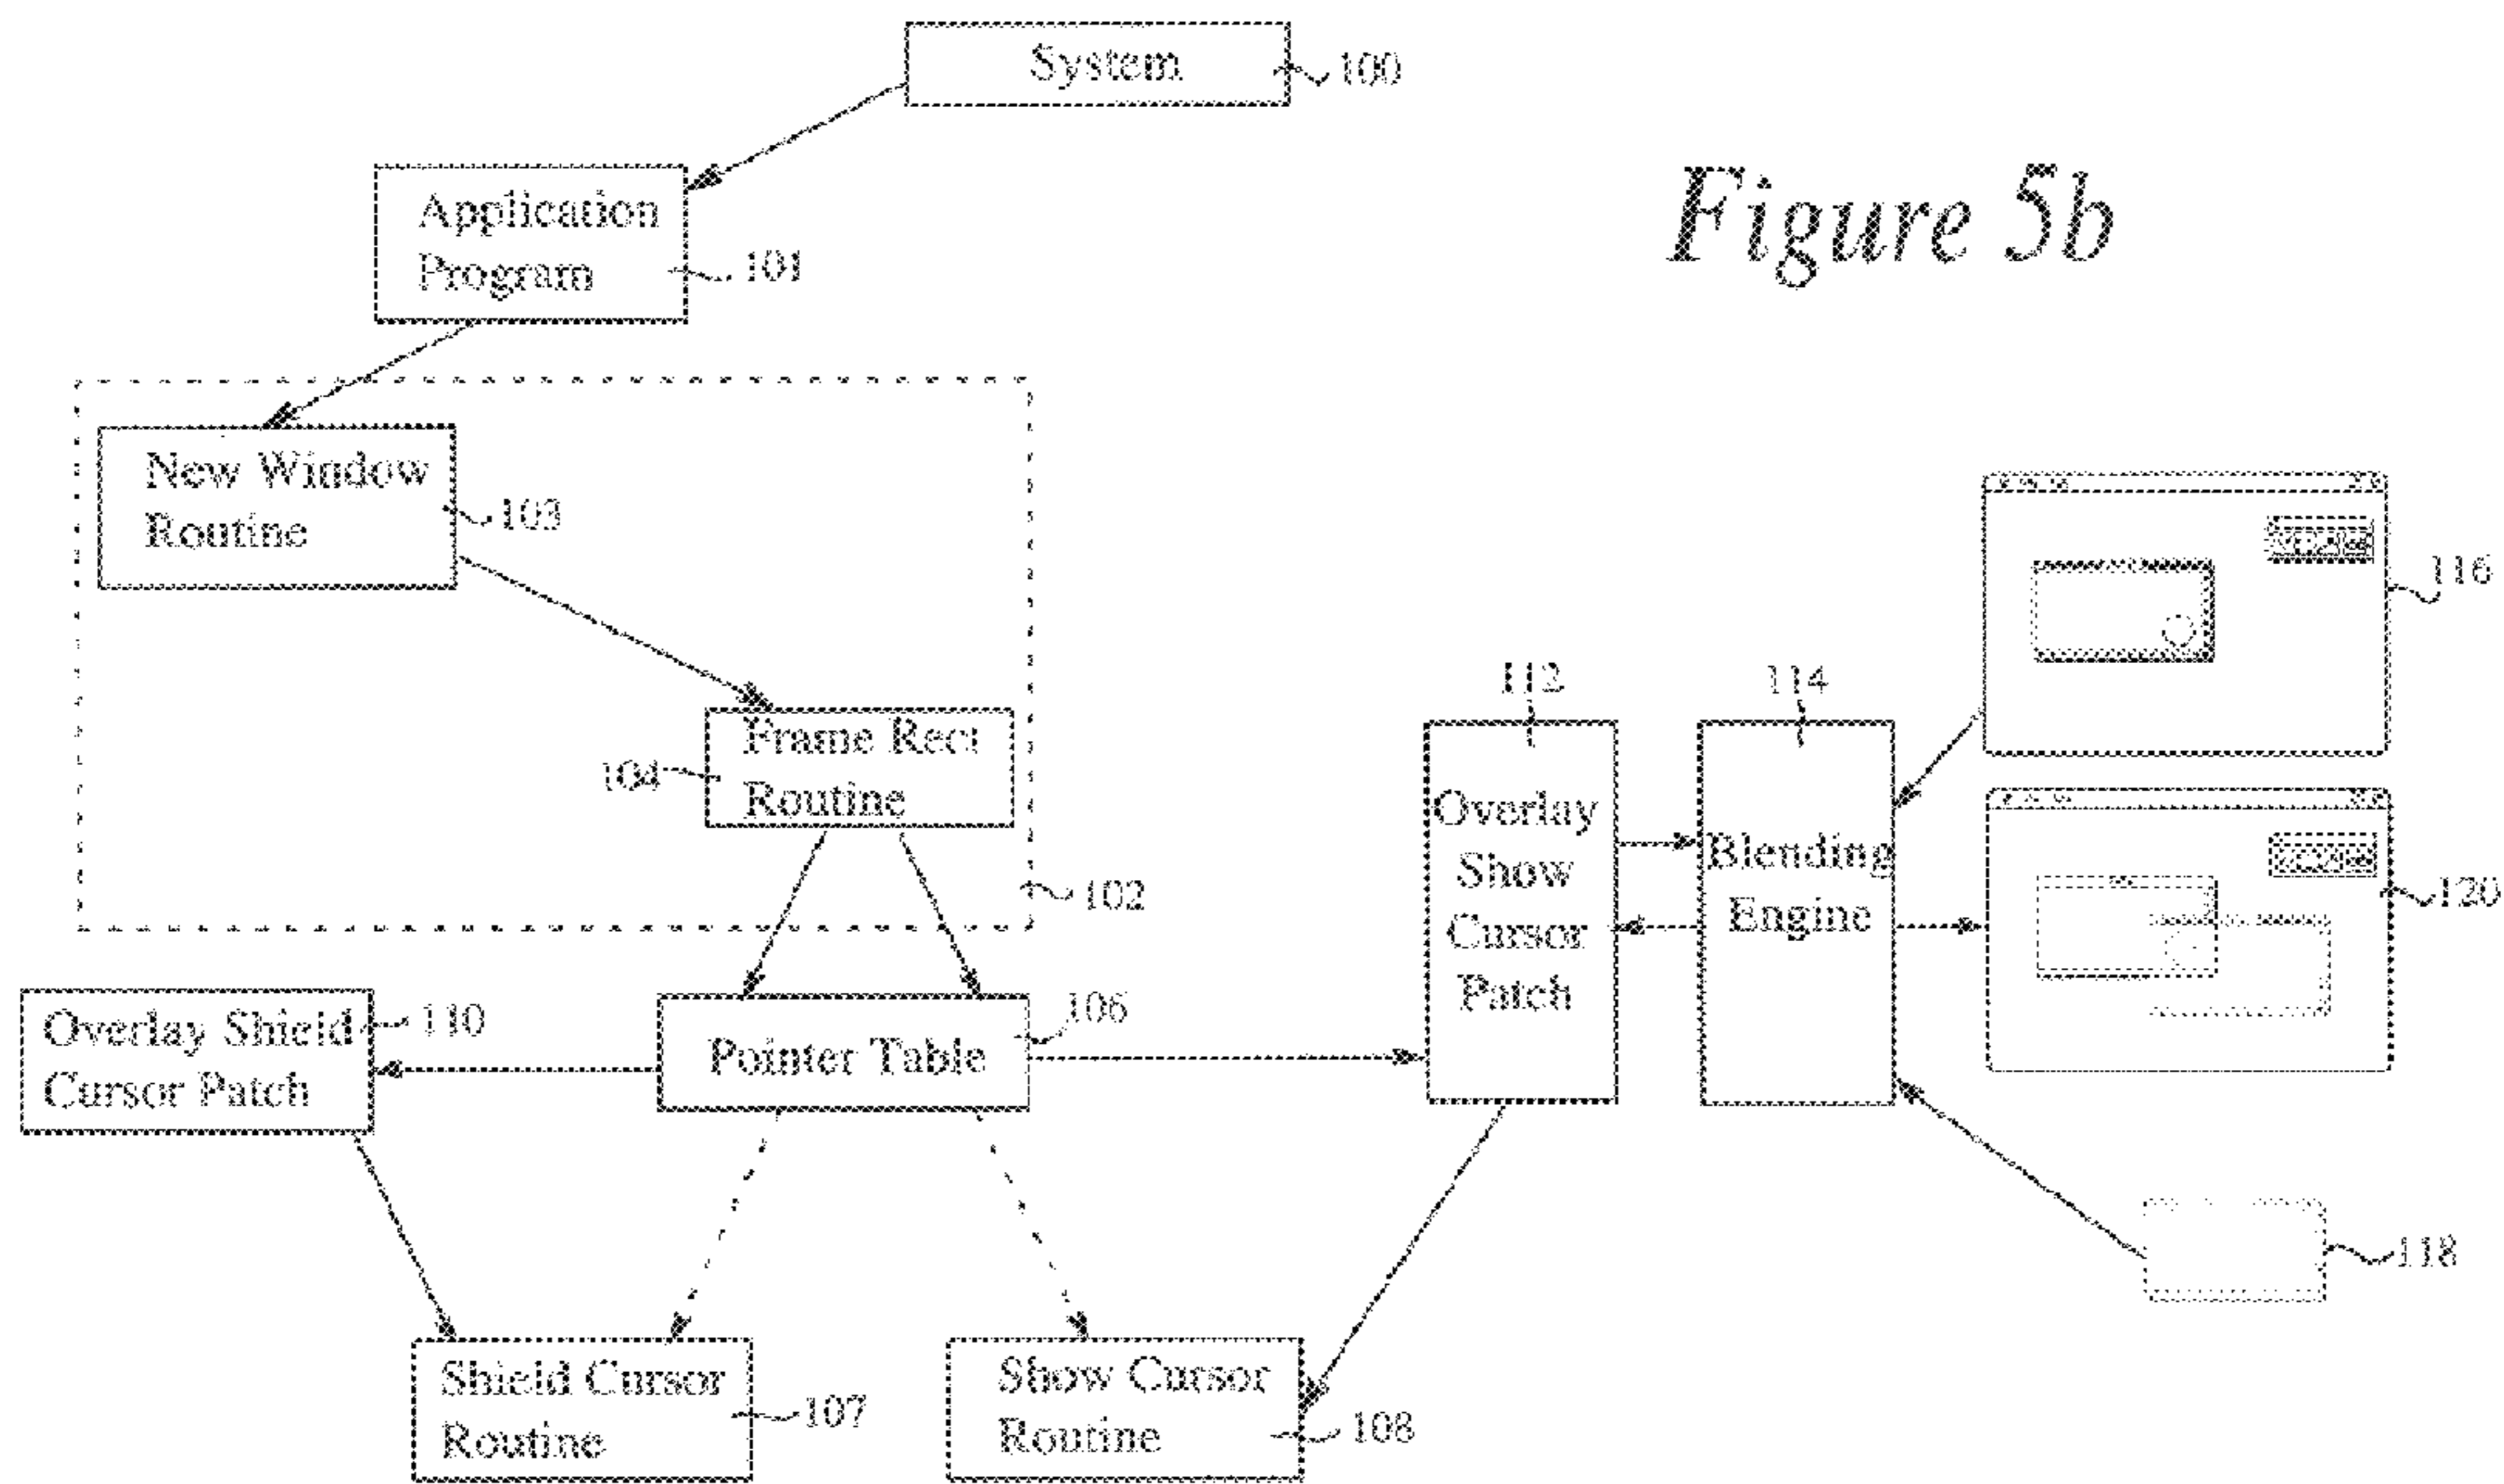 System
100
Figure 5b
Application
Program
101
New Window
Routine
103
116
112
114
Frame Rect
Routine
104
Overlay
Show
Cursor
Patch
Blending
Engine
102
120
Overlay Shield
Cursor Patch
110
Pointer Table
106
118
Shield Cursor
Routine
107
Show Cursor
Routine
108